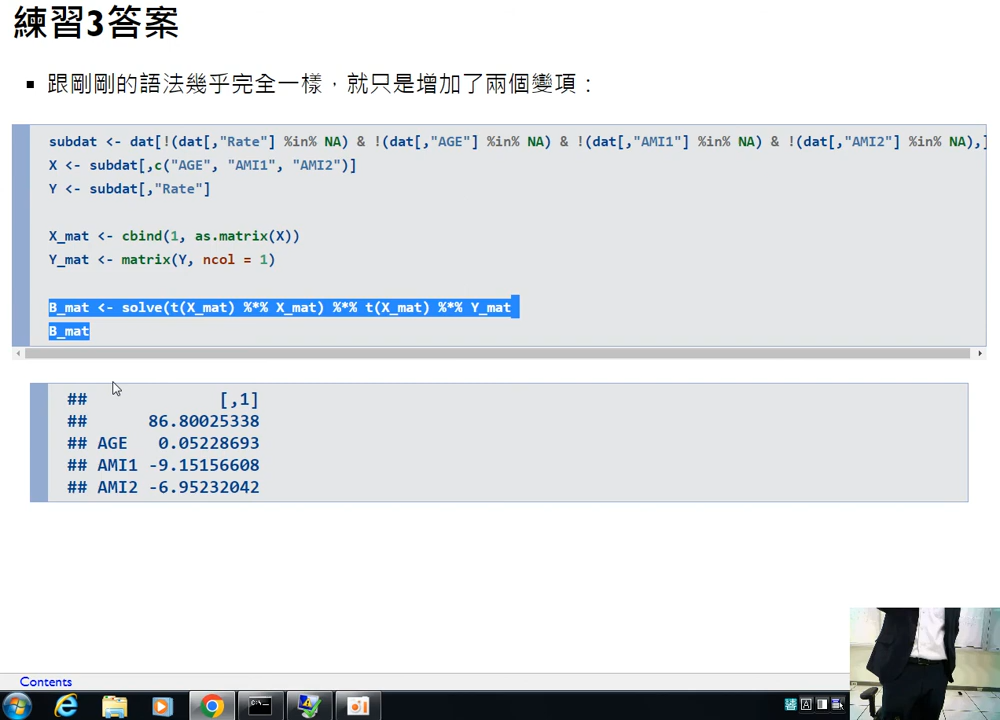 練習3答案
跟剛剛的語法幾乎完全一樣，就只是增加了兩個變項：
subdat <- dat[!(dat[,"Rate"] %in% NA) & !(dat[,"AGE"] %in% NA) & !(dat[,"AMI1"] %in% NA) & !(dat[,"AMI2"] %in% NA),]
X <- subdat[,c("AGE", "AMI1", "AMI2")]
Y <- subdat[,"Rate"]
X_mat <- cbind(1, as.matrix(X))
Y_mat <- matrix(Y, ncol = 1)
B_mat <- solve(t(X_mat) %*% X_mat) %*% t(X_mat) %*% Y_mat
B_mat
## [,1]
## 86.80025338
## AGE 0.05228693
## AMI1 -9.15156608
## AMI2 -6.95232042
Contents